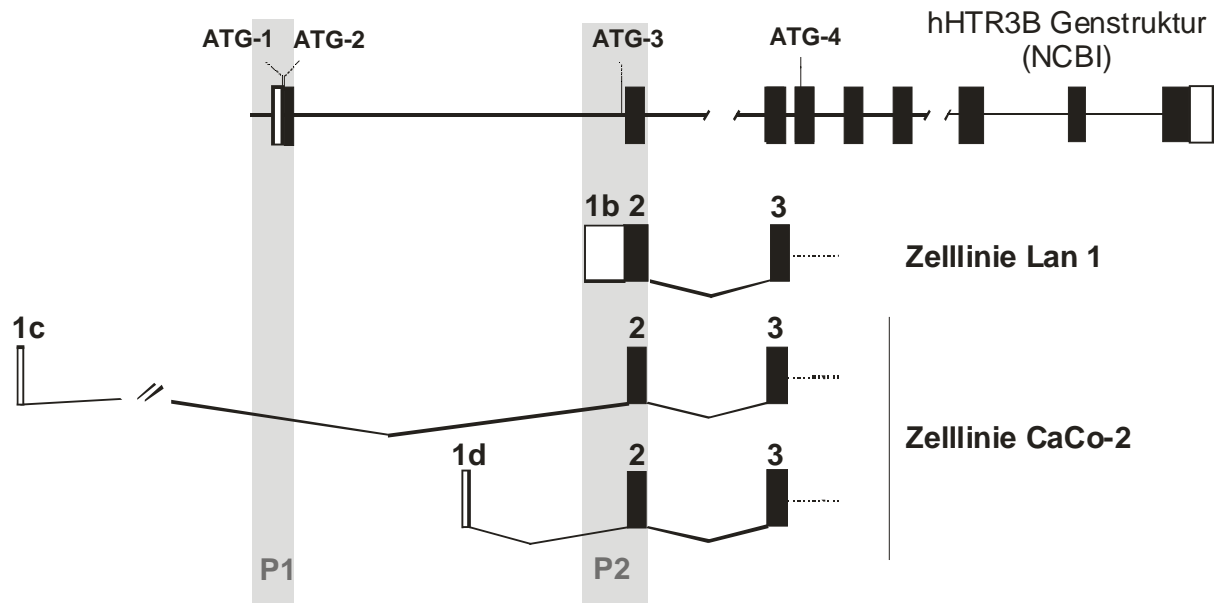 hHTR3B Genstruktur
(NCBI)
ATG-1 ATG-2 ATG-3 ATG-4
1b 2 3
Zelllinie Lan 1
1c 2 3
Zelllinie CaCo-2
1d 2 3
P1 P2